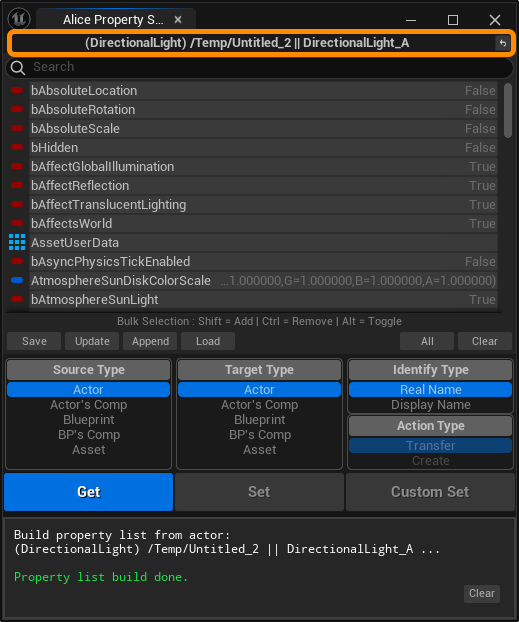 Alice Property S...
(DirectionalLight) /Temp/Untitled_2 || DirectionalLight_A
Search
bAbsoluteLocation False
bAbsoluteRotation False
bAbsoluteScale False
bHidden False
bAffectGlobalIllumination True
bAffectReflection True
bAffectTranslucentLighting True
bAffectsWorld True
AssetUserData
bAsyncPhysicsTickEnabled False
AtmosphereSunDiskColorScale ...1.000000,G=1.000000,B=1.000000,A=1.000000)
bAtmosphereSunLight True
Bulk Selection : Shift = Add | Ctrl = Remove | Alt = Toggle
Save Update Append Load All Clear
Source Type Target Type Identify Type
Actor Actor Real Name
Actor's Comp Actor's Comp Display Name
Blueprint Blueprint Action Type
BP's Comp BP's Comp Transfer
Asset Asset Create
Get Set Custom Set
Build property list from actor:
(DirectionalLight) /Temp/Untitled_2 || DirectionalLight_A ...
Property list build done.
Clear